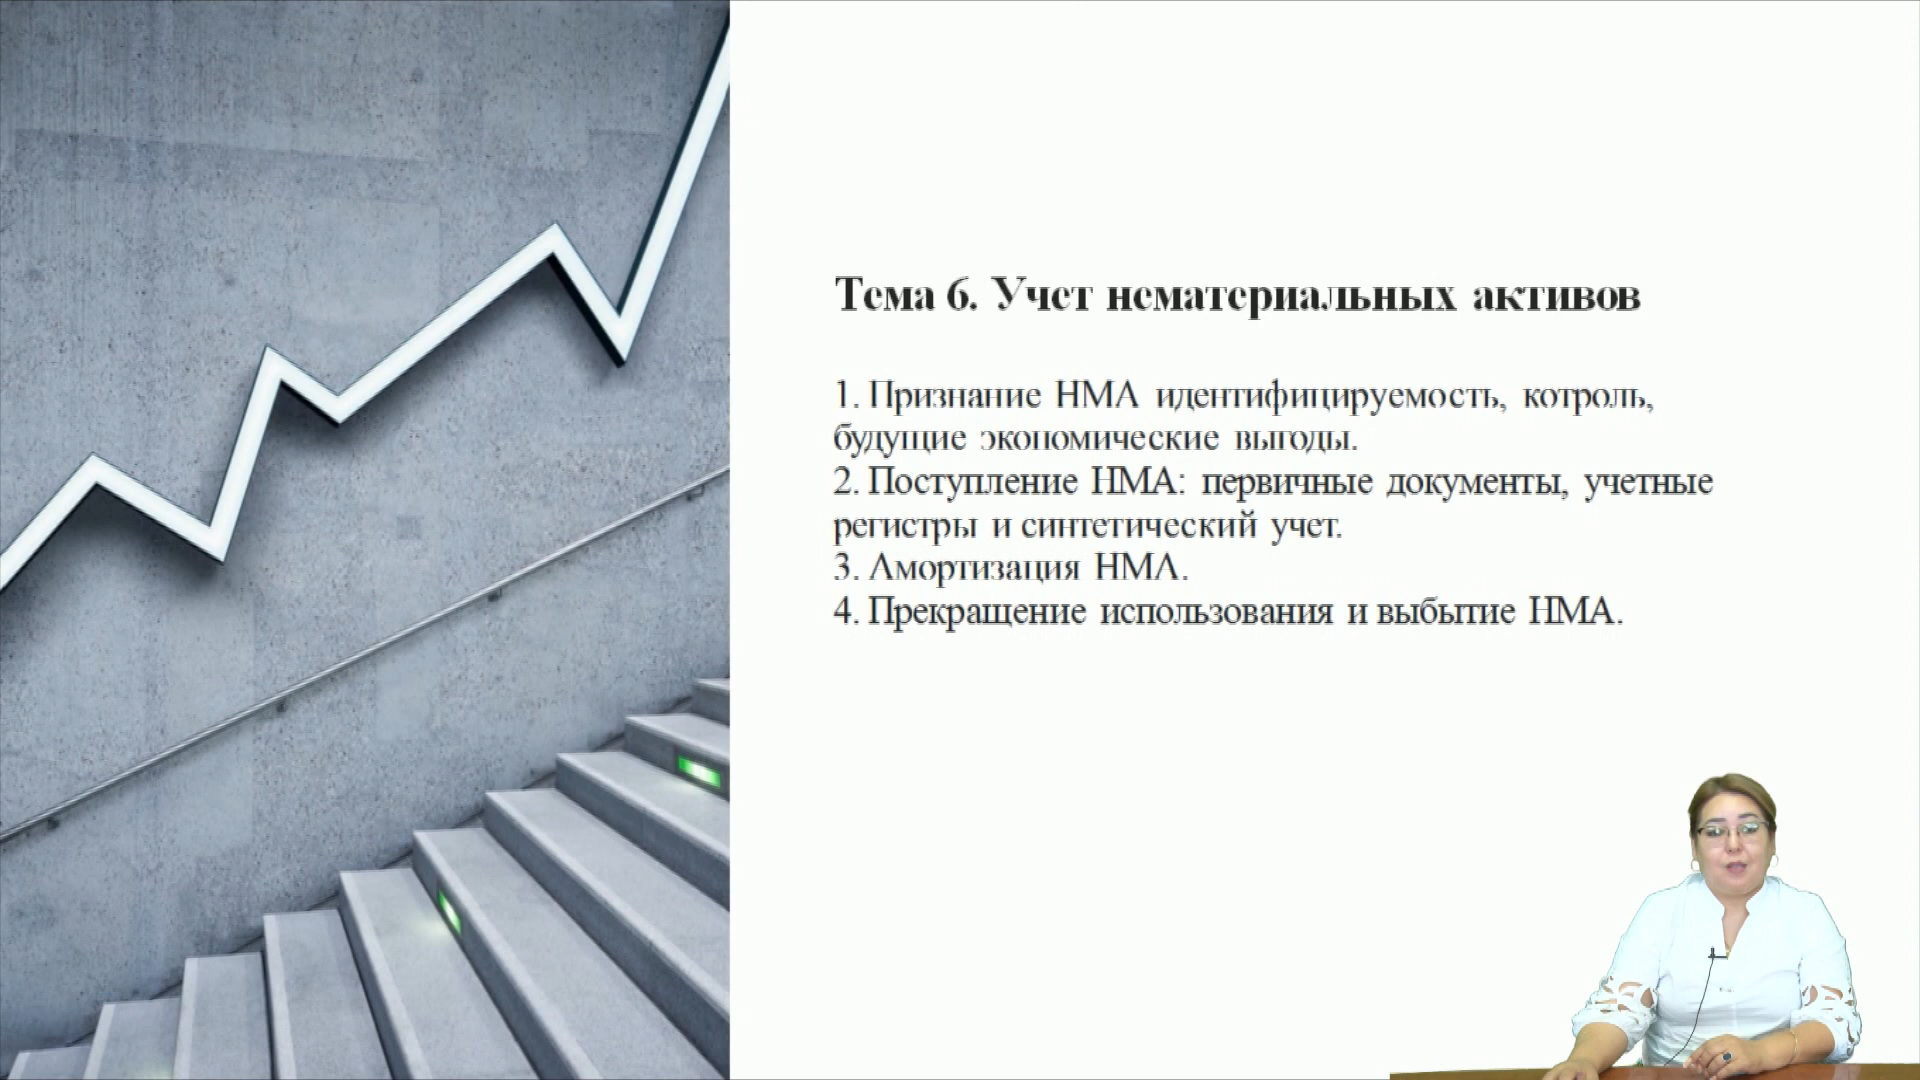 Тема 6. Учет нематериальных активов
1. Признание НМА идентифицируемость, котроль,
будущие экономические выгоды.
2. Поступление НМА: первичные документы, учетные
регистры и синтетический учет.
3. Амортизация НМА.
4. Прекращение использования и выбытие НМА.